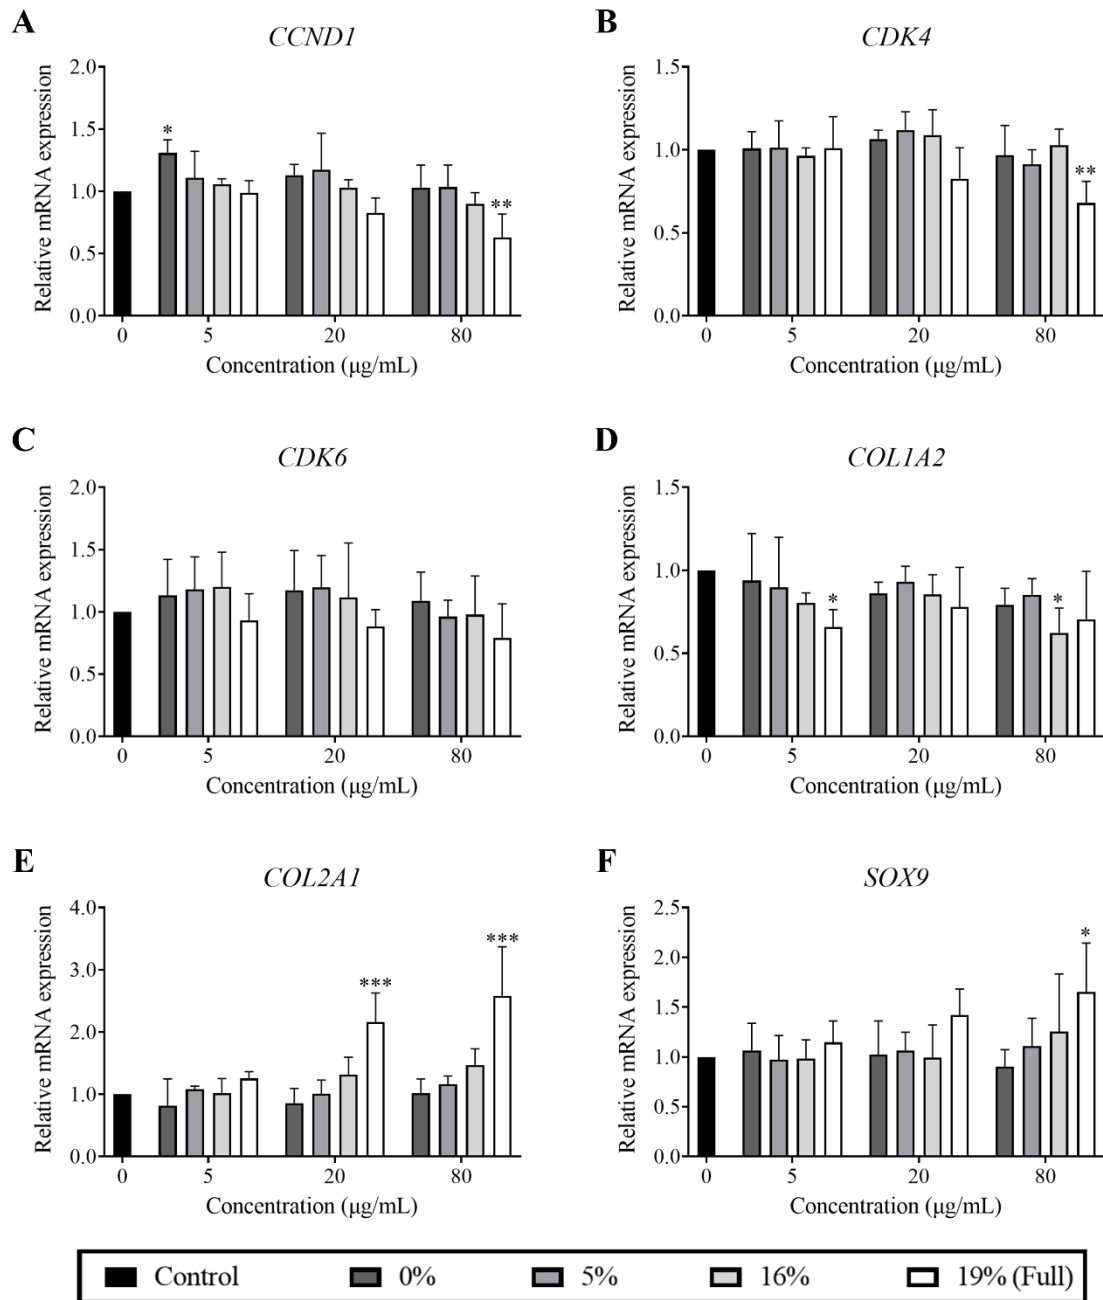 A
CCND1
Relative mRNA expression
2.0
1.5
1.0
0.5
0.0
*
**
0 5 20 80
Concentration (μg/mL)
B
CDK4
Relative mRNA expression
1.5
1.0
0.5
0.0
**
0 5 20 80
Concentration (μg/mL)
C
CDK6
Relative mRNA expression
2.0
1.5
1.0
0.5
0.0
0 5 20 80
Concentration (μg/mL)
D
COL1A2
Relative mRNA expression
1.5
1.0
0.5
0.0
*
*
0 5 20 80
Concentration (μg/mL)
E
COL2A1
Relative mRNA expression
4.0
3.0
2.0
1.0
0.0
***
***
0 5 20 80
Concentration (μg/mL)
F
SOX9
Relative mRNA expression
2.5
2.0
1.5
1.0
0.5
0.0
*
0 5 20 80
Concentration (μg/mL)
Control 0% 5% 16% 19% (Full)